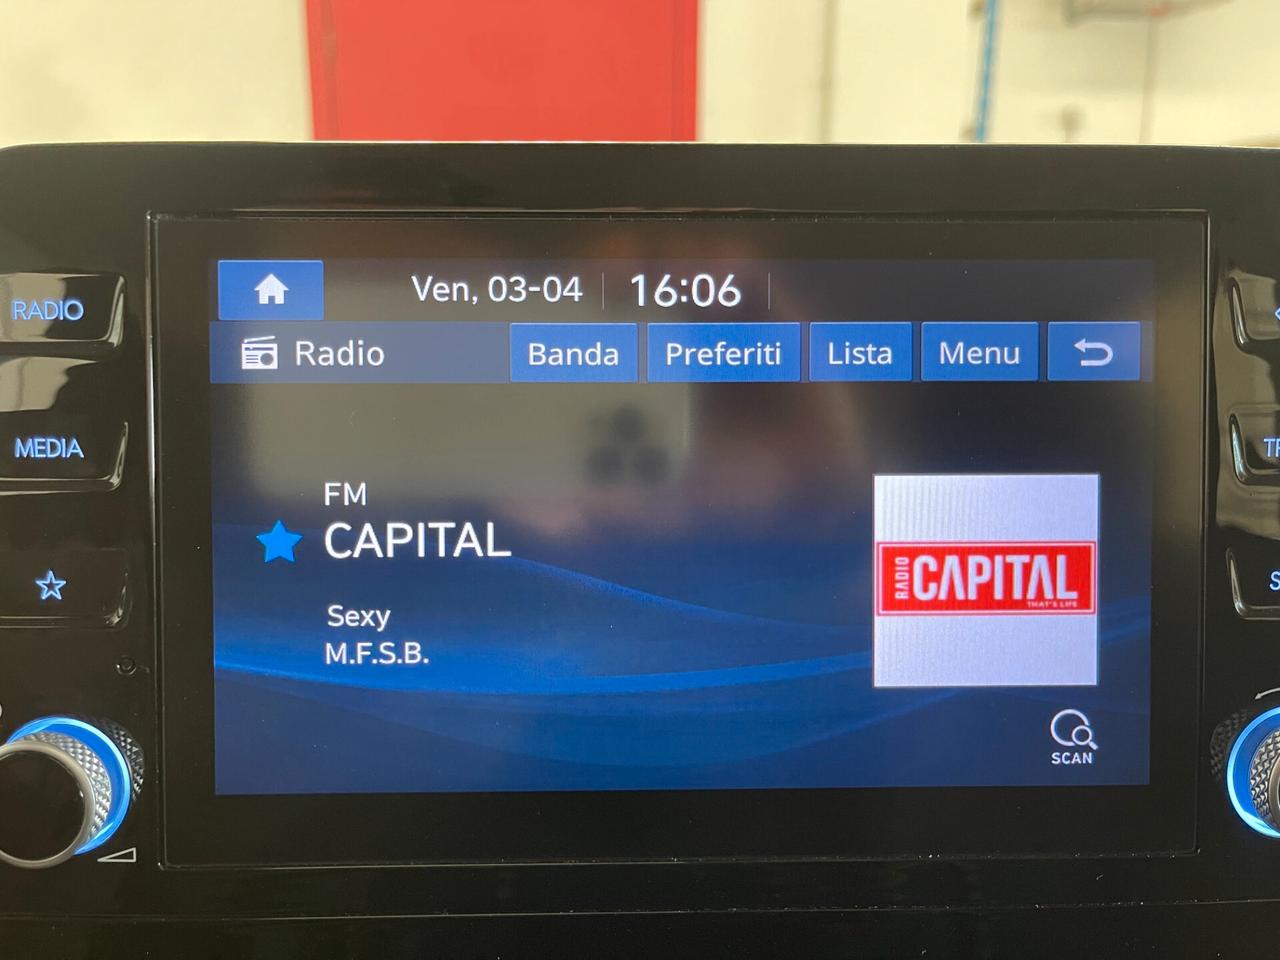 Ven, 03-04 16:06
RADIO
Radio Banda Preferiti Lista Menu
MEDIA
FM
CAPITAL
RADIO CAPITAL
THAT'S LIFE
Sexy
M.F.S.B.
SCAN